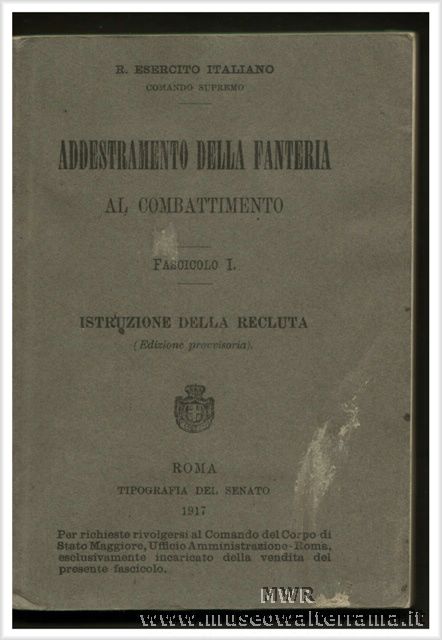 R. ESERCITO ITALIANO
COMANDO SUPREMO
ADDESTRAMENTO DELLA FANTERIA
AL COMBATTIMENTO
FASCICOLO I.
ISTRUZIONE DELLA RECLUTA
(Edizione provvisoria).
ROMA
TIPOGRAFIA DEL SENATO
1917
Per richieste rivolgersi al Comando del Corpo di
Stato Maggiore, Ufficio Amministrazione-Roma,
esclusivamente incaricato della vendita del
presente fascicolo.
MWR
www.museowalterrama.it